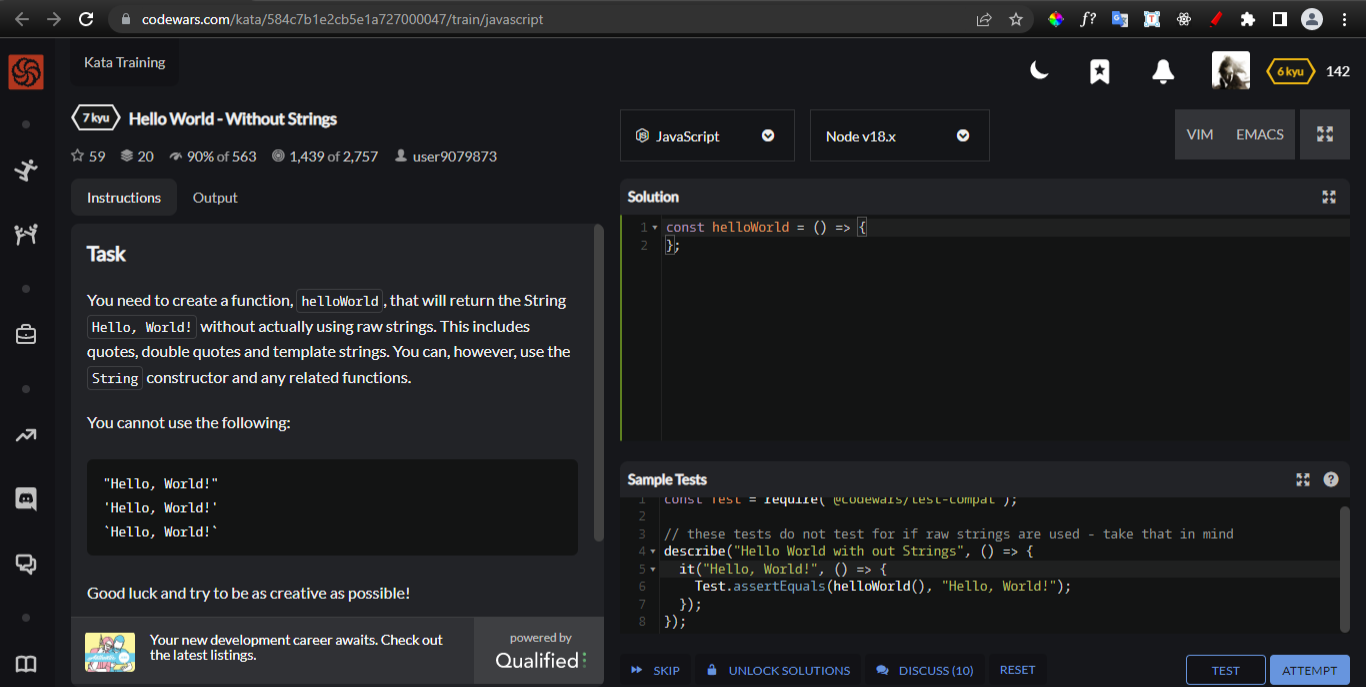 codewars.com/kata/584c7b1e2cb5e1a727000047/train/javascript
f?
Kata Training
6 kyu
142
7 kyu
Hello World - Without Strings
59 20 90% of 563 1,439 of 2,757 user9079873
Instructions Output
Task
You need to create a function, helloWorld, that will return the String
Hello, World! without actually using raw strings. This includes
quotes, double quotes and template strings. You can, however, use the
String constructor and any related functions.
You cannot use the following:
"Hello, World!"
'Hello, World!'
`Hello, World!`
Good luck and try to be as creative as possible!
Your new development career awaits. Check out
the latest listings.
powered by
Qualified
JavaScript
Node v18.x
VIM EMACS
Solution
1 const helloWorld = () => {
2 };
Sample Tests
1 const Test = require('@codewars/test-compat');
2
3 // these tests do not test for if raw strings are used - take that in mind
4 describe("Hello World with out Strings", () => {
5 it("Hello, World!", () => {
6 Test.assertEquals(helloWorld(), "Hello, World!");
7 });
8 });
SKIP UNLOCK SOLUTIONS DISCUSS (10) RESET TEST ATTEMPT